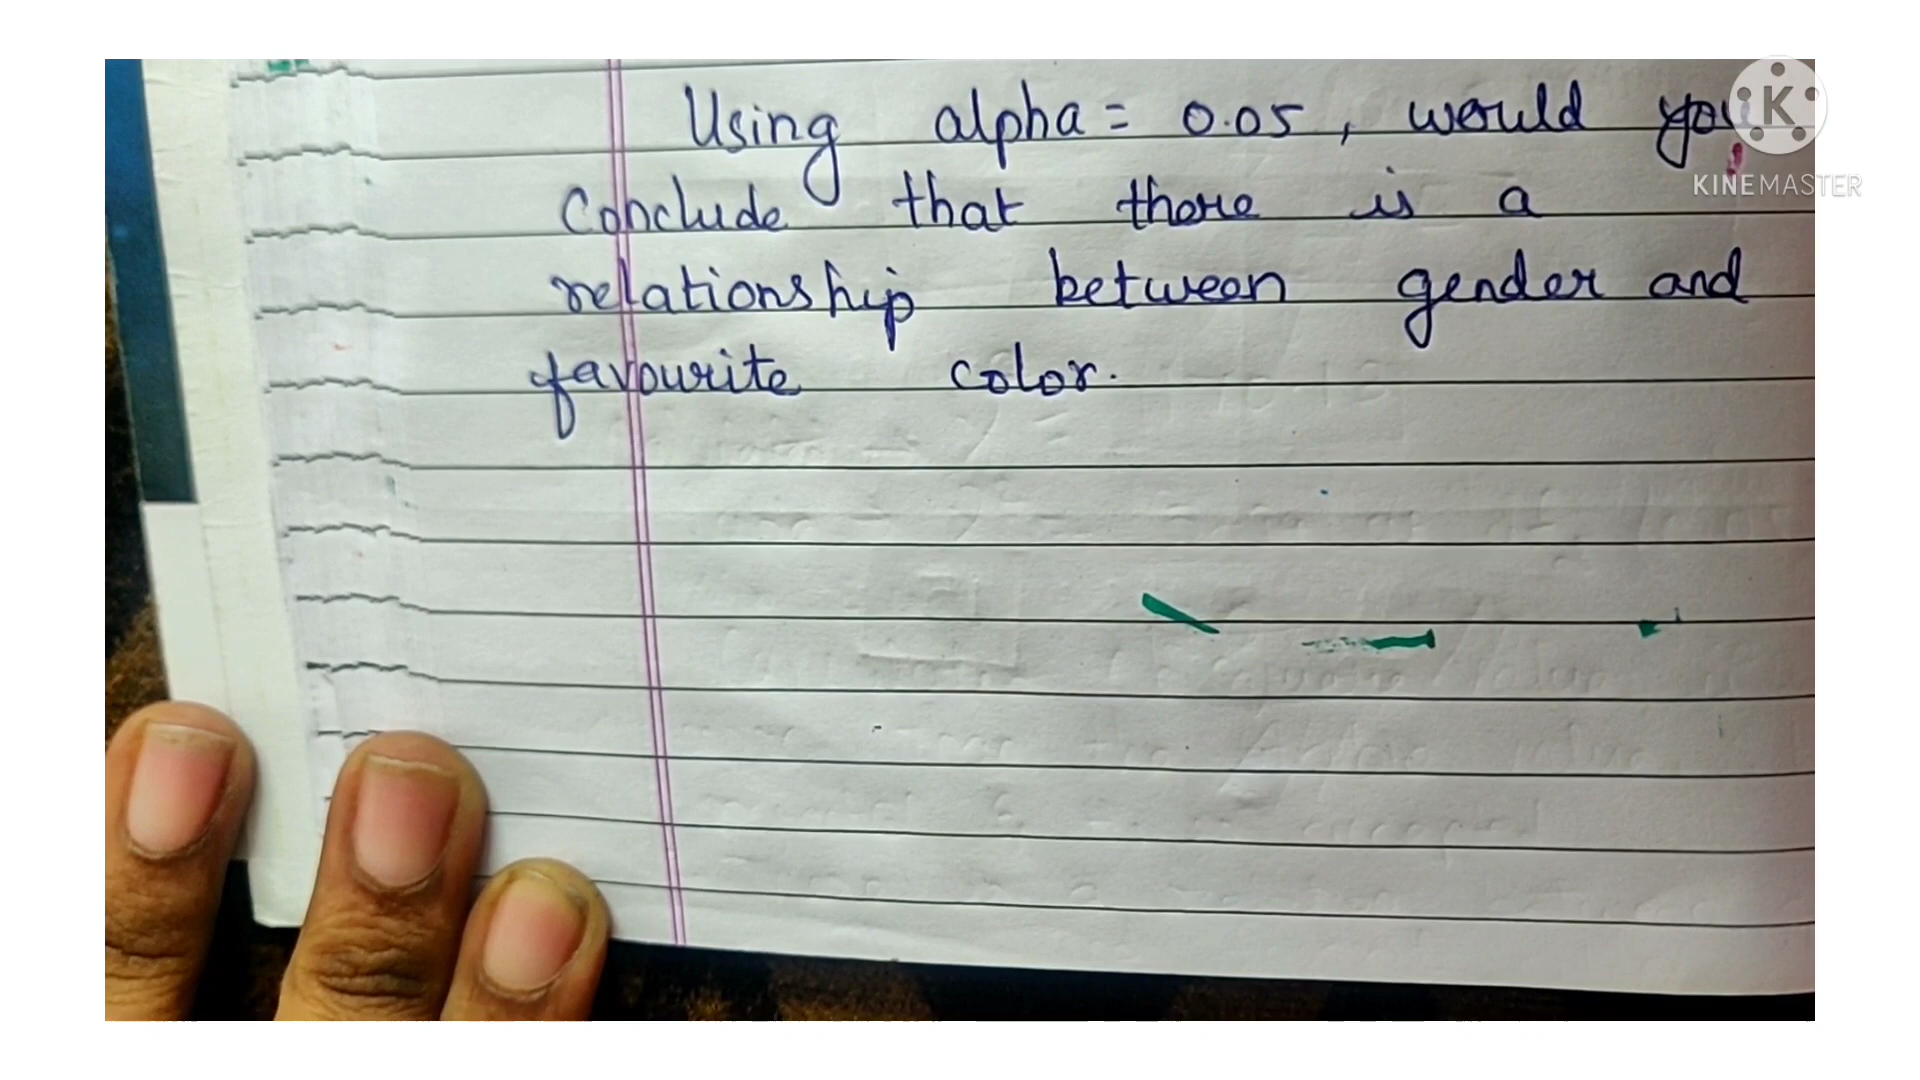 Using alpha = 0.05, would you
Conclude that there is a
relationship between gender and
favourite color.
KINEMASTER